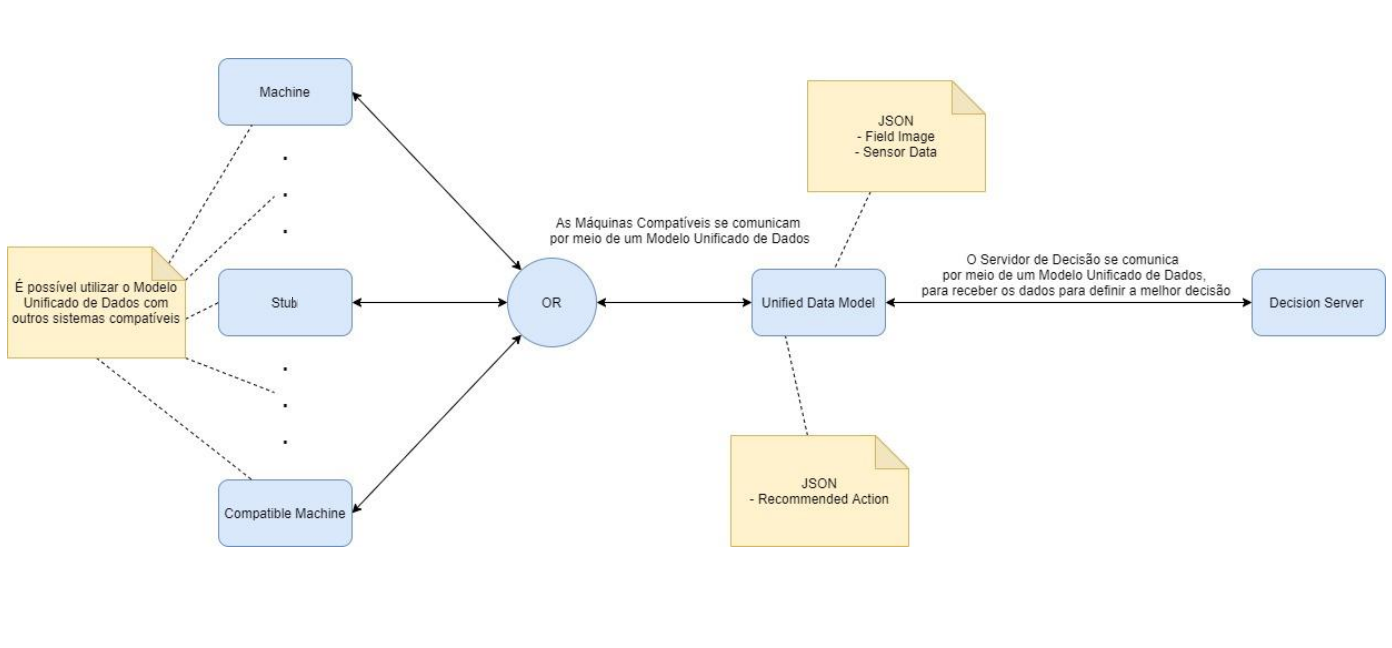 Machine
JSON
- Field Image
- Sensor Data
As Máquinas Compatíveis se comunicam
por meio de um Modelo Unificado de Dados
O Servidor de Decisão se comunica
por meio de um Modelo Unificado de Dados,
para receber os dados para definir a melhor decisão
É possível utilizar o Modelo
Unificado de Dados com
outros sistemas compatíveis
Stub
OR
Unified Data Model
Decision Server
JSON
- Recommended Action
Compatible Machine